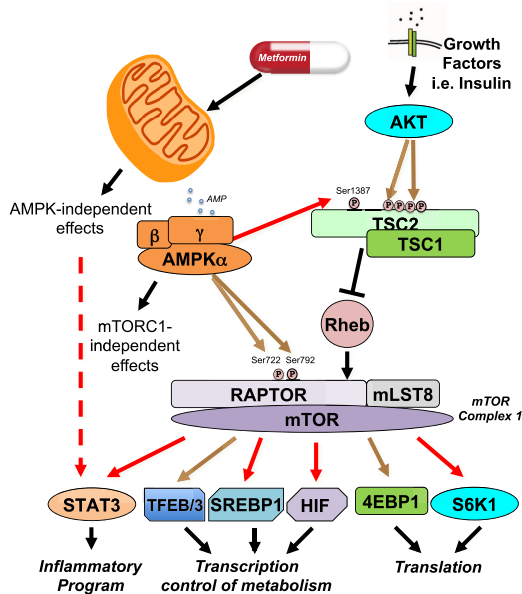 Metformin
Growth
Factors
i.e. Insulin
AKT
AMP
Ser1387
P
P P P P
AMPK-independent
effects
β
γ
TSC2
TSC1
AMPKα
mTORC1-
independent
effects
Rheb
Ser722
Ser792
P P
RAPTOR
mLST8
mTOR
mTOR
Complex 1
STAT3
TFEB/3
SREBP1
HIF
4EBP1
S6K1
Inflammatory
Program
Transcription
control of metabolism
Translation